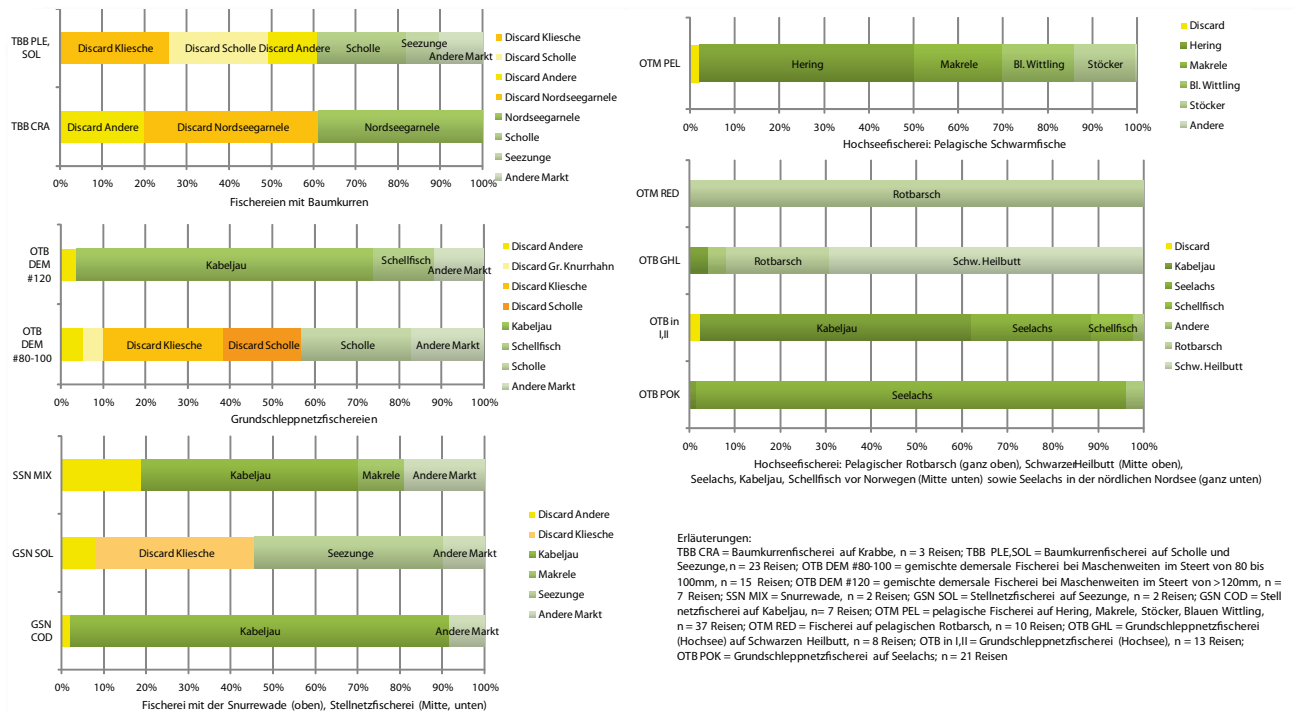 TBB PLE,
SOL
Discard Kliesche
Discard Scholle
Discard Andere
Scholle
Seezunge
Andere Markt
TBB CRA
Discard Andere
Discard Nordseegarnele
Nordseegarnele
0% 10% 20% 30% 40% 50% 60% 70% 80% 90% 100%
Fischereien mit Baumkurren
Discard Kliesche
Discard Scholle
Discard Andere
Discard Nordseegarnele
Nordseegarnele
Scholle
Seezunge
Andere Markt
OTB
DEM
#120
Kabeljau
Schellfisch
Andere Markt
OTB
DEM
#80-100
Discard Kliesche
Discard Scholle
Scholle
Andere Markt
0% 10% 20% 30% 40% 50% 60% 70% 80% 90% 100%
Grundschleppnetzfischereien
Discard Andere
Discard Gr. Knurrhahn
Discard Kliesche
Discard Scholle
Kabeljau
Schellfisch
Scholle
Andere Markt
SSN MIX
Kabeljau
Makrele
Andere Markt
GSN SOL
Discard Kliesche
Seezunge
Andere Markt
GSN
COD
Kabeljau
Andere Markt
0% 10% 20% 30% 40% 50% 60% 70% 80% 90% 100%
Fischerei mit der Snurrewade (oben), Stellnetzfischerei (Mitte, unten)
Discard Andere
Discard Kliesche
Kabeljau
Makrele
Seezunge
Andere Markt
OTM PEL
Hering
Makrele
Bl. Wittling
Stöcker
0% 10% 20% 30% 40% 50% 60% 70% 80% 90% 100%
Hochseefischerei: Pelagische Schwarmfische
Discard
Hering
Makrele
Bl. Wittling
Stöcker
Andere
OTM RED
Rotbarsch
OTB GHL
Rotbarsch
Schw. Heilbutt
OTB in
I,II
Kabeljau
Seelachs
Schellfisch
OTB POK
Seelachs
0% 10% 20% 30% 40% 50% 60% 70% 80% 90% 100%
Hochseefischerei: Pelagischer Rotbarsch (ganz oben), SchwarzerHeilbutt (Mitte oben),
Seelachs, Kabeljau, Schellfisch vor Norwegen (Mitte unten) sowie Seelachs in der nördlichen Nordsee (ganz unten)
Discard
Kabeljau
Seelachs
Schellfisch
Andere
Rotbarsch
Schw. Heilbutt
Erläuterungen:
TBB CRA = Baumkurrenfischerei auf Krabbe, n = 3 Reisen; TBB PLE,SOL = Baumkurrenfischerei auf Scholle und
Seezunge, n = 23 Reisen; OTB DEM #80-100 = gemischte demersale Fischerei bei Maschenweiten im Steert von 80 bis
100mm, n = 15 Reisen; OTB DEM #120 = gemischte demersale Fischerei bei Maschenweiten im Steert von >120mm, n =
7 Reisen; SSN MIX = Snurrewade, n = 2 Reisen; GSN SOL = Stellnetzfischerei auf Seezunge, n = 2 Reisen; GSN COD = Stell
netzfischerei auf Kabeljau, n= 7 Reisen; OTM PEL = pelagische Fischerei auf Hering, Makrele, Stöcker, Blauen Wittling,
n = 37 Reisen; OTM RED = Fischerei auf pelagischen Rotbarsch, n = 10 Reisen; OTB GHL = Grundschleppnetzfischerei
(Hochsee) auf Schwarzen Heilbutt, n = 8 Reisen; OTB in I,II = Grundschleppnetzfischerei (Hochsee), n = 13 Reisen;
OTB POK = Grundschleppnetzfischerei auf Seelachs; n = 21 Reisen